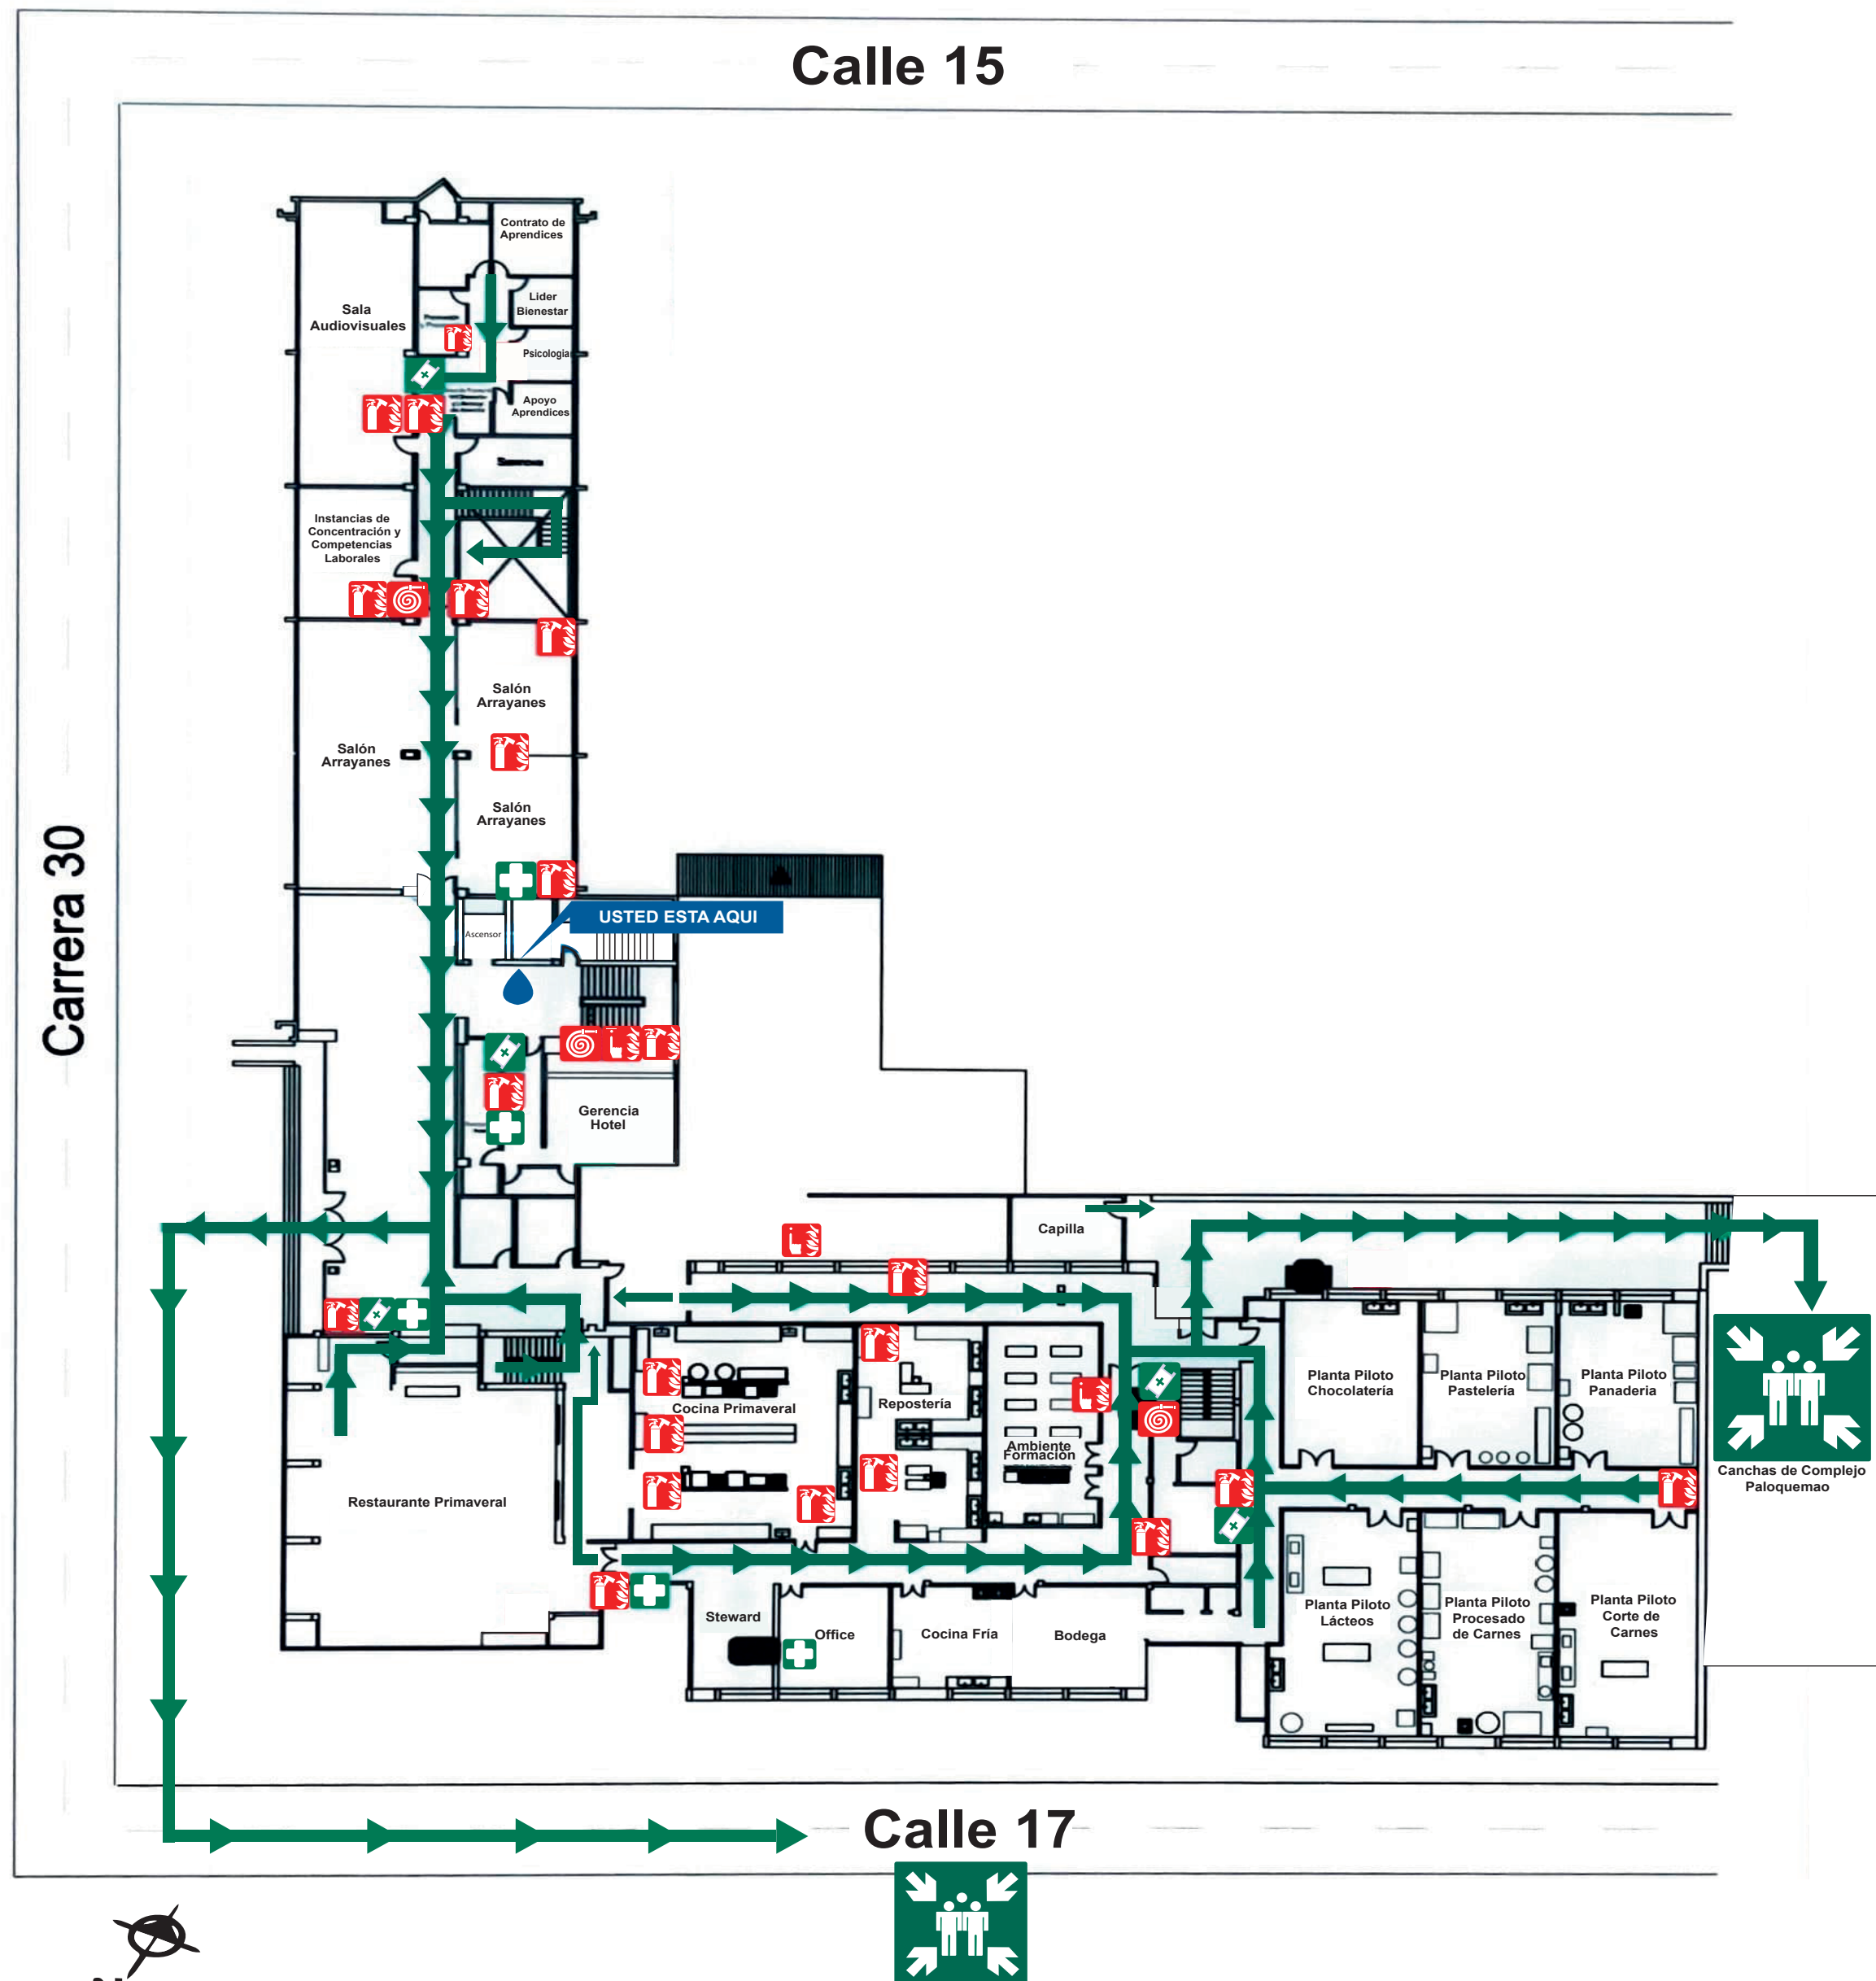 Calle 15
Contrato de
Aprendices
Sala
Audiovisuales
Lider
Bienestar
Psicologia
Apoyo
Aprendices
Instancias de
Concentración y
Competencias
Laborales
Salón
Arrayanes
Salón
Arrayanes
Salón
Arrayanes
Carrera 30
USTED ESTA AQUI
Ascensor
Gerencia
Hotel
Capilla
Planta Piloto
Chocolatería
Planta Piloto
Pastelería
Planta Piloto
Panaderia
Cocina Primaveral
Repostería
Ambiente
Formación
Restaurante Primaveral
Canchas de Complejo
Paloquemao
Steward
Office
Cocina Fría
Bodega
Planta Piloto
Lácteos
Planta Piloto
Procesado
de Carnes
Planta Piloto
Corte de
Carnes
Calle 17